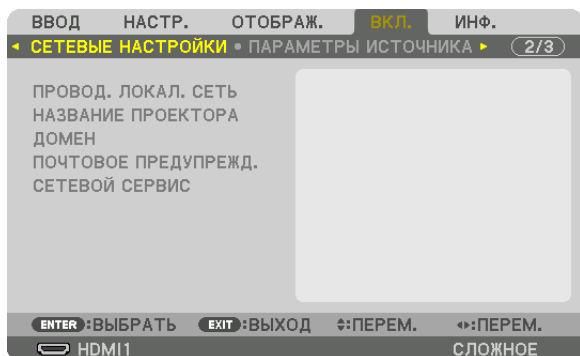 ВВОД НАСТР. ОТОБРАЖ. ВКЛ. ИНФ.
◂ СЕТЕВЫЕ НАСТРОЙКИ • ПАРАМЕТРЫ ИСТОЧНИКА ▸ 2/3
ПРОВОД. ЛОКАЛ. СЕТЬ
НАЗВАНИЕ ПРОЕКТОРА
ДОМЕН
ПОЧТОВОЕ ПРЕДУПРЕЖД.
СЕТЕВОЙ СЕРВИС
ENTER :ВЫБРАТЬ EXIT :ВЫХОД :ПЕРЕМ. :ПЕРЕМ.
HDMI1 СЛОЖНОЕ